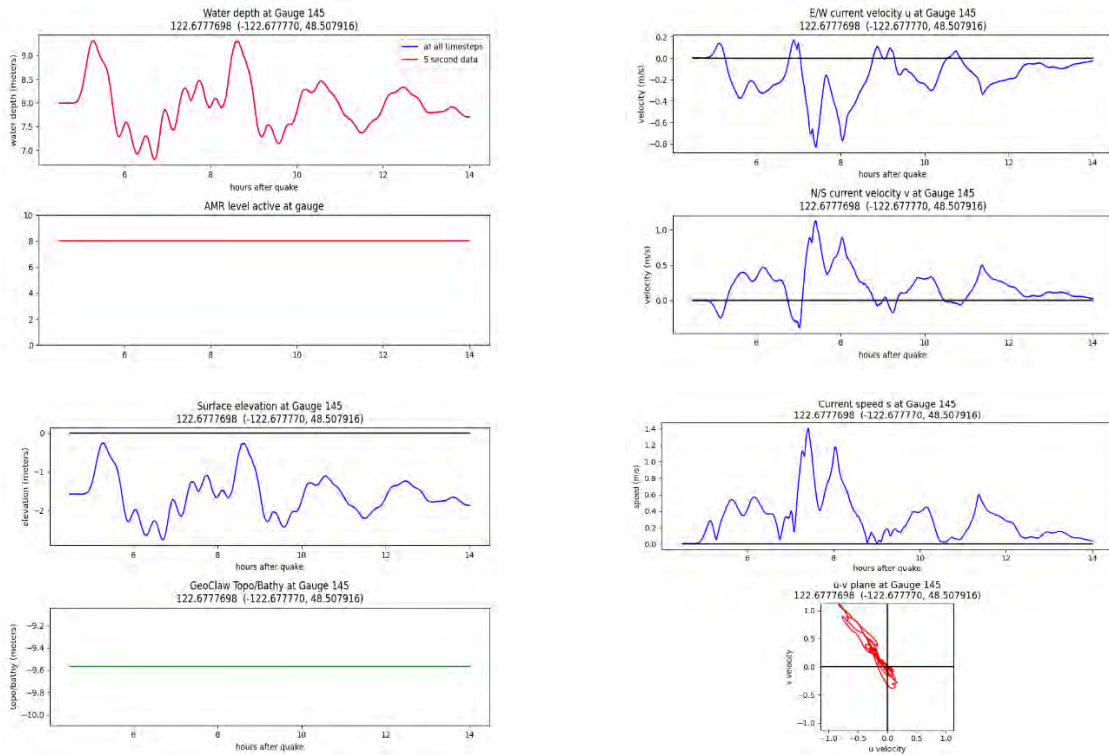 Water depth at Gauge 145
122.6777698 (-122.677770, 48.507916)
water depth (meters)
9.0
8.5
8.0
7.5
7.0
at all timesteps
5 second data
6
8
10
12
14
hours after quake
AMR level active at gauge
10
8
6
4
2
0
6
8
10
12
14
hours after quake
Surface elevation at Gauge 145
122.6777698 (-122.677770, 48.507916)
elevation (meters)
0
−1
−2
6
8
10
12
14
hours after quake
GeoClaw Topo/Bathy at Gauge 145
122.6777698 (-122.677770, 48.507916)
topo/bathy (meters)
−9.2
−9.4
−9.6
−9.8
−10.0
6
8
10
12
14
hours after quake
E/W current velocity u at Gauge 145
122.6777698 (-122.677770, 48.507916)
velocity (m/s)
0.2
0.0
−0.2
−0.4
−0.6
−0.8
6
8
10
12
14
hours after quake
N/S current velocity v at Gauge 145
122.6777698 (-122.677770, 48.507916)
velocity (m/s)
1.0
0.5
0.0
6
8
10
12
14
hours after quake
Current speed s at Gauge 145
122.6777698 (-122.677770, 48.507916)
speed (m/s)
1.4
1.2
1.0
0.8
0.6
0.4
0.2
0.0
6
8
10
12
14
hours after quake
u-v plane at Gauge 145
122.6777698 (-122.677770, 48.507916)
v velocity
1.0
0.5
0.0
−0.5
−1.0
−1.0
−0.5
0.0
0.5
1.0
u velocity